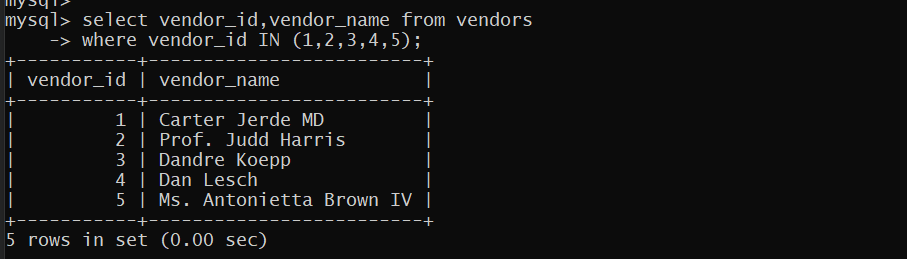 mysql>
mysql> select vendor_id,vendor_name from vendors
    -> where vendor_id IN (1,2,3,4,5);
+-----------+-------------------------+
| vendor_id | vendor_name             |
+-----------+-------------------------+
|         1 | Carter Jerde MD         |
|         2 | Prof. Judd Harris       |
|         3 | Dandre Koepp            |
|         4 | Dan Lesch               |
|         5 | Ms. Antonietta Brown IV |
+-----------+-------------------------+
5 rows in set (0.00 sec)